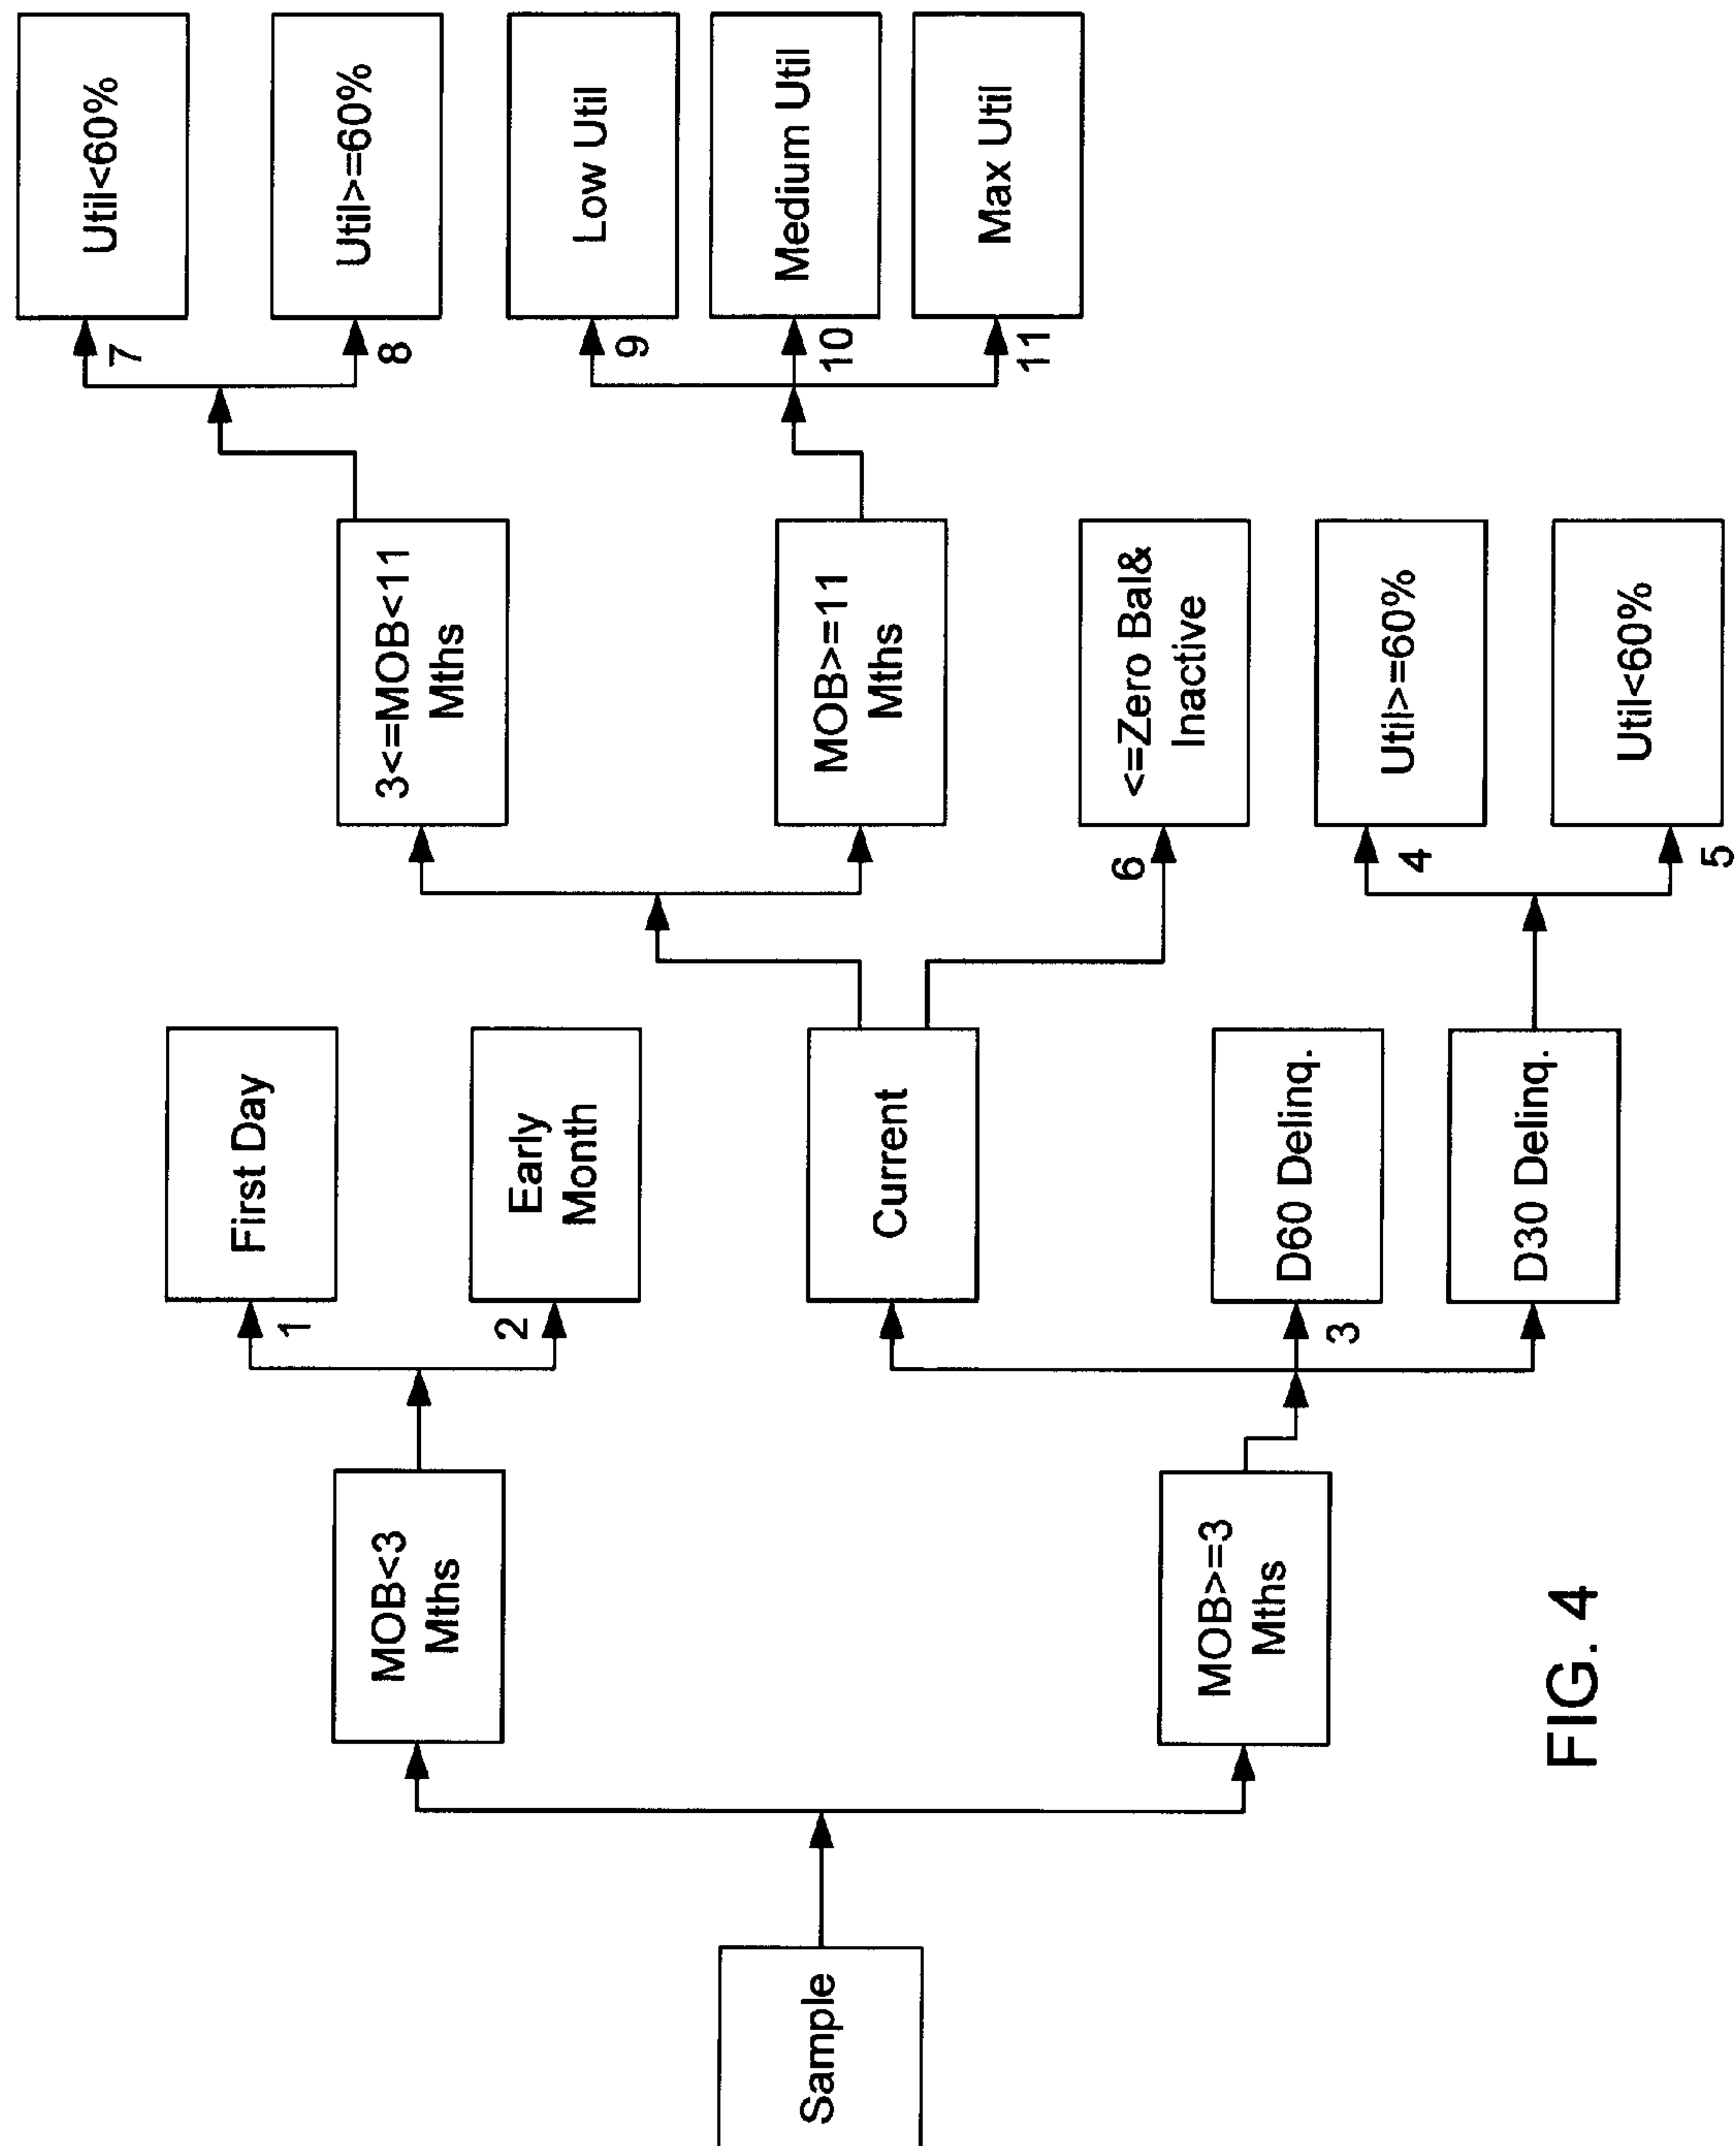 Sample
MOB<3
Mths
MOB>=3
Mths
1
First Day
2
Early
Month
Current
3
D60 Delinq.
D30 Delinq.
3<=MOB<11
Mths
MOB>=11
Mths
6
<=Zero Bal&
Inactive
4
Util>=60%
5
Util<60%
7
Util<60%
8
Util>=60%
9
Low Util
10
Medium Util
11
Max Util
FIG. 4